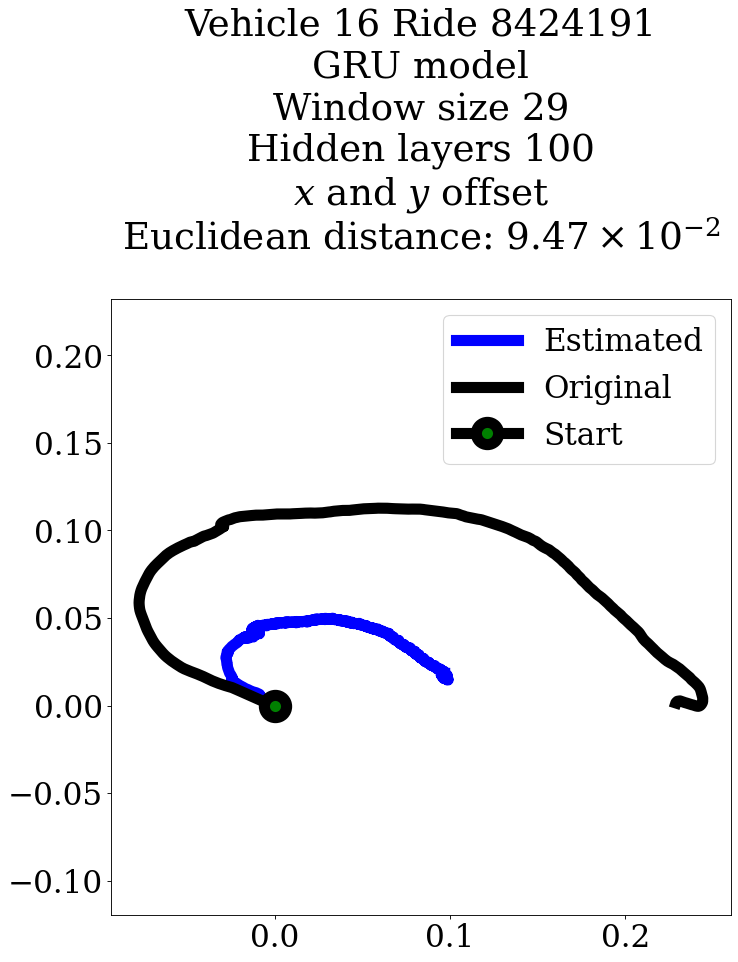 Vehicle 16 Ride 8424191
GRU model
Window size 29
Hidden layers 100
x and y offset
Euclidean distance: 9.47 × 10⁻²
Estimated
Original
Start
0.20
0.15
0.10
0.05
0.00
−0.05
−0.10
0.0 0.1 0.2